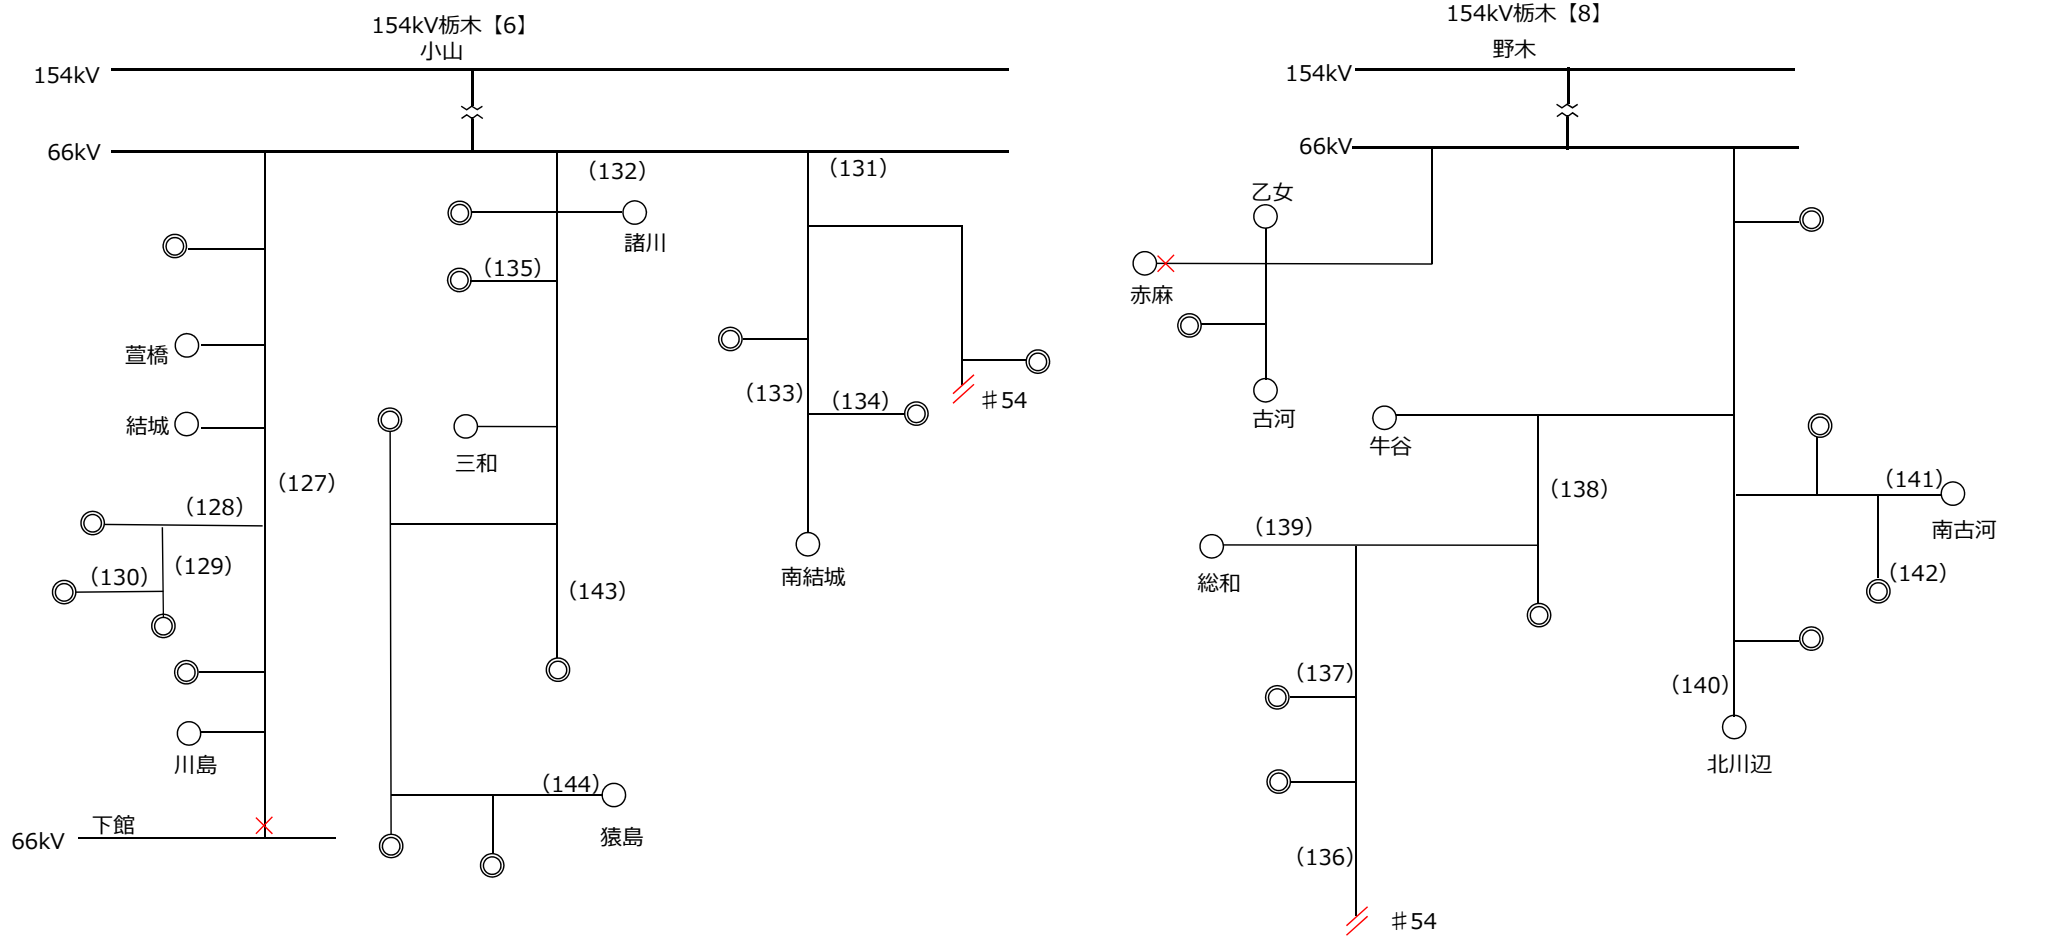 154kV栃木【6】
小山
154kV
66kV
（132）
（131）
諸川
（135）
萱橋
（133）
（134）
♯54
結城
三和
（127）
（128）
（129）
（130）
南結城
（143）
川島
（144）
下館
66kV
猿島
154kV栃木【8】
野木
154kV
66kV
乙女
赤麻
古河
牛谷
（138）
（141）
（139）
南古河
総和
（142）
（137）
（140）
北川辺
（136）
♯54